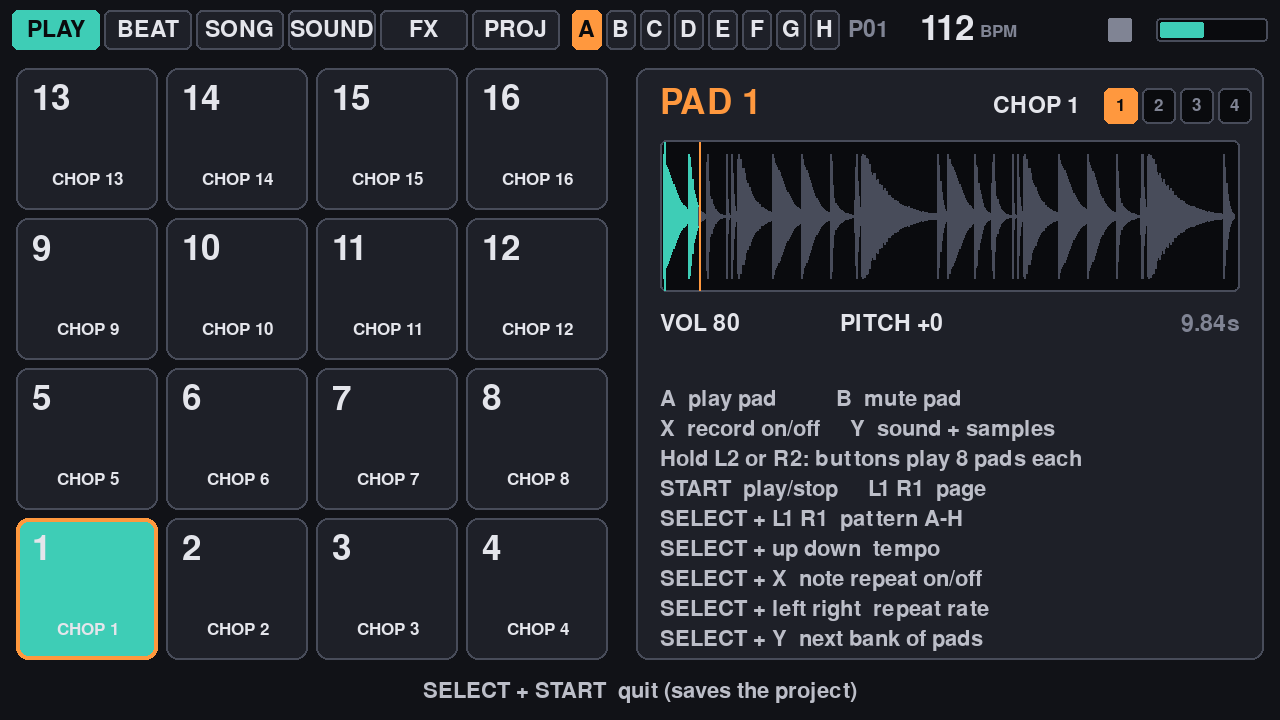 PLAY BEAT SONG SOUND FX PROJ A B C D E F G H P01 112 BPM
13 14 15 16
CHOP 13 CHOP 14 CHOP 15 CHOP 16
9 10 11 12
CHOP 9 CHOP 10 CHOP 11 CHOP 12
5 6 7 8
CHOP 5 CHOP 6 CHOP 7 CHOP 8
1 2 3 4
CHOP 1 CHOP 2 CHOP 3 CHOP 4
PAD 1 CHOP 1 1 2 3 4
VOL 80 PITCH +0 9.84s
A play pad B mute pad
X record on/off Y sound + samples
Hold L2 or R2: buttons play 8 pads each
START play/stop L1 R1 page
SELECT + L1 R1 pattern A-H
SELECT + up down tempo
SELECT + X note repeat on/off
SELECT + left right repeat rate
SELECT + Y next bank of pads
SELECT + START quit (saves the project)